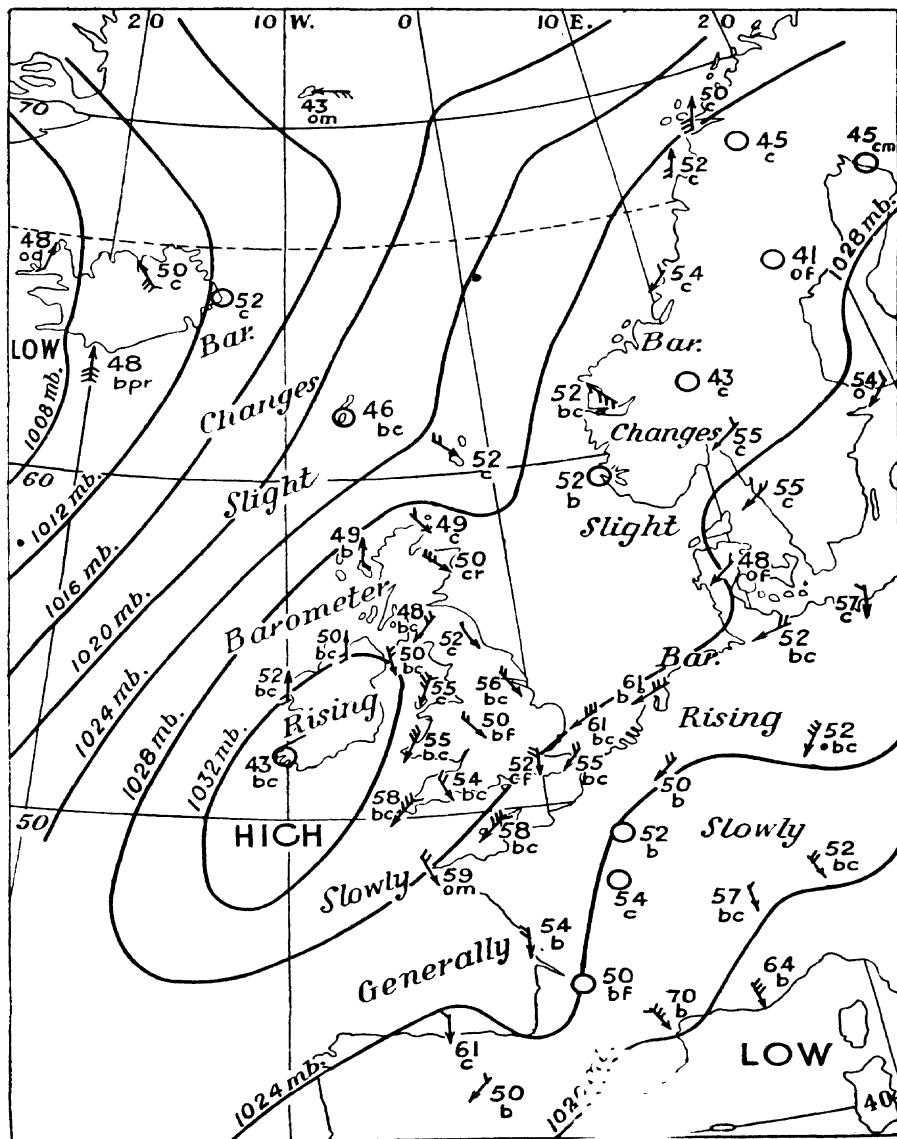 20 10 W. 0 10 E. 20
70
43
om
50
c
45
c
45
cm
52
c
48
50
c
52
c
41
of
1028 mb.
54
c
LOW
48
bpr
Bar.
Bar.
1008 mb.
Changes
46
bc
52
bc
43
c
54
o
52
c
Changes
55
c
60
1012 mb.
Slight
52
b
Slight
55
c
49
b
49
c
50
cr
48
of
1016 mb.
Barometer
48
bc
57
c
1020 mb.
50
bc
50
bc
52
c
52
bc
Bar.
1024 mb.
52
bc
Rising
55
c
56
bc
61
b
Rising
1028 mb.
1032 mb.
50
bf
61
bc
52
bc
43
bc
55
bc
52
cf
55
bc
50
HIGH
58
bc
54
bc
58
bc
50
b
52
b
Slowly
52
bc
Slowly
59
om
54
c
57
bc
Generally
54
b
50
bf
70
b
64
b
61
c
LOW
1024 mb.
50
b
40